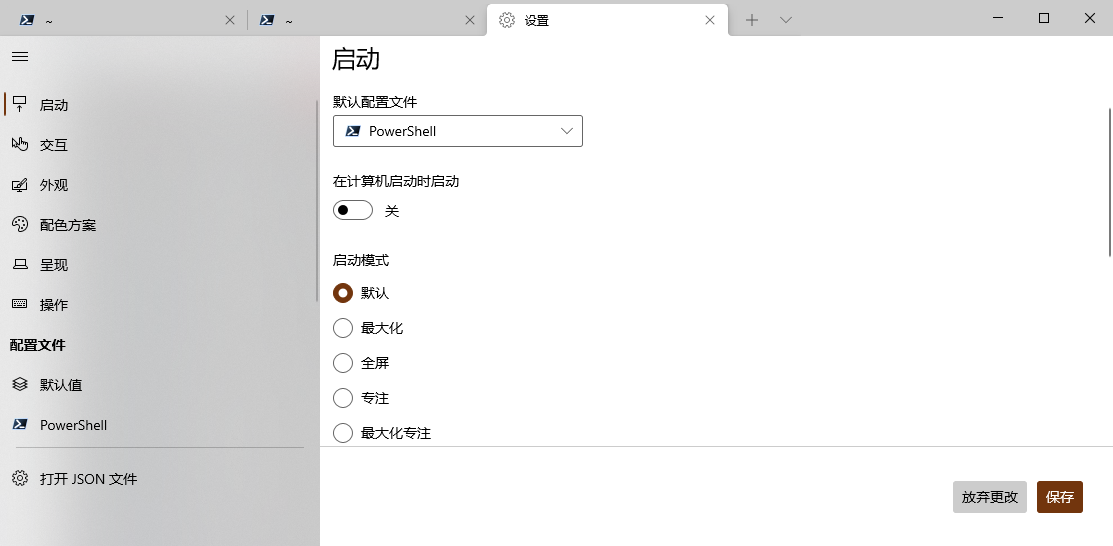 ~
~
设置
启动
交互
外观
配色方案
呈现
操作
配置文件
默认值
PowerShell
打开 JSON 文件
启动
默认配置文件
PowerShell
在计算机启动时启动
关
启动模式
默认
最大化
全屏
专注
最大化专注
放弃更改
保存